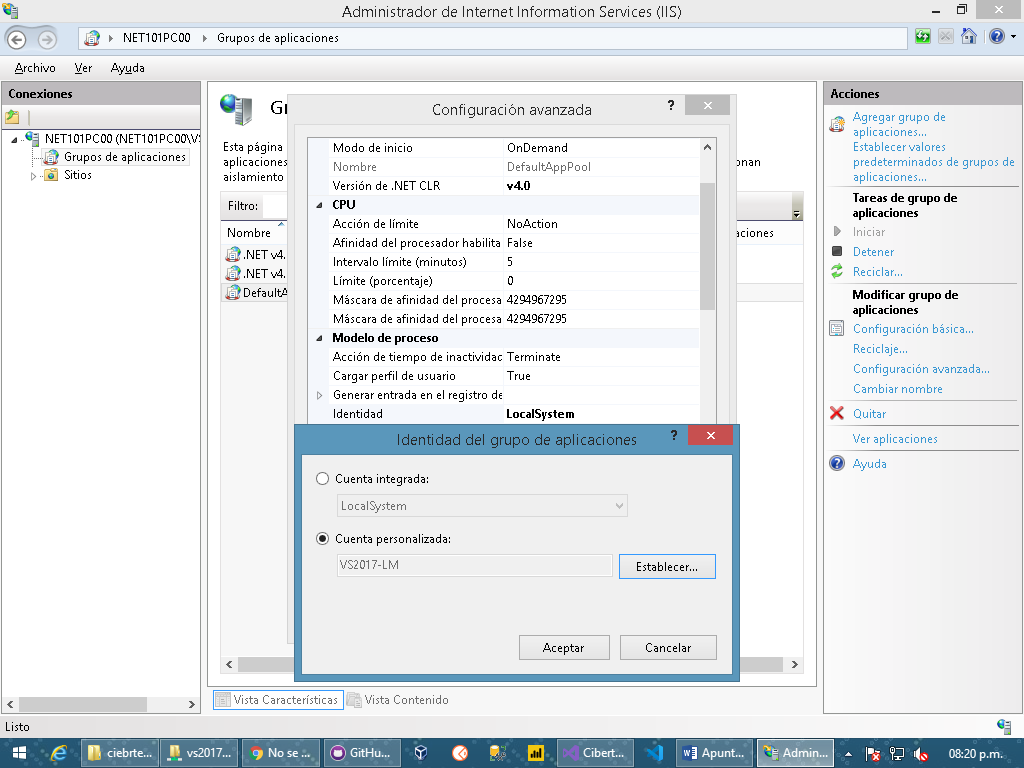 Administrador de Internet Information Services (IIS)
NET101PC00
Grupos de aplicaciones
Archivo
Ver
Ayuda
Conexiones
NET101PC00 (NET101PC00\VS
Grupos de aplicaciones
Sitios
Esta página
aplicaciones
aislamiento
Filtro:
Nombre
.NET v4.
.NET v4.
DefaultA
Configuración avanzada
?
Modo de inicio OnDemand
Nombre DefaultAppPool
Versión de .NET CLR v4.0
CPU
Acción de límite NoAction
Afinidad del procesador habilita False
Intervalo límite (minutos) 5
Límite (porcentaje) 0
Máscara de afinidad del procesa 4294967295
Máscara de afinidad del procesa 4294967295
Modelo de proceso
Acción de tiempo de inactividad Terminate
Cargar perfil de usuario True
Generar entrada en el registro de
Identidad LocalSystem
Identidad del grupo de aplicaciones
?
Cuenta integrada:
LocalSystem
Cuenta personalizada:
VS2017-LM
Establecer...
Aceptar
Cancelar
onan
aciones
Vista Características
Vista Contenido
Acciones
Agregar grupo de
aplicaciones...
Establecer valores
predeterminados de grupos de
aplicaciones...
Tareas de grupo de
aplicaciones
Iniciar
Detener
Reciclar...
Modificar grupo de
aplicaciones
Configuración básica...
Reciclaje...
Configuración avanzada...
Cambiar nombre
Quitar
Ver aplicaciones
Ayuda
Listo
ciebrte...
vs2017...
No se ...
GitHu...
Cibert...
Apunt...
Admin...
08:20 p.m.